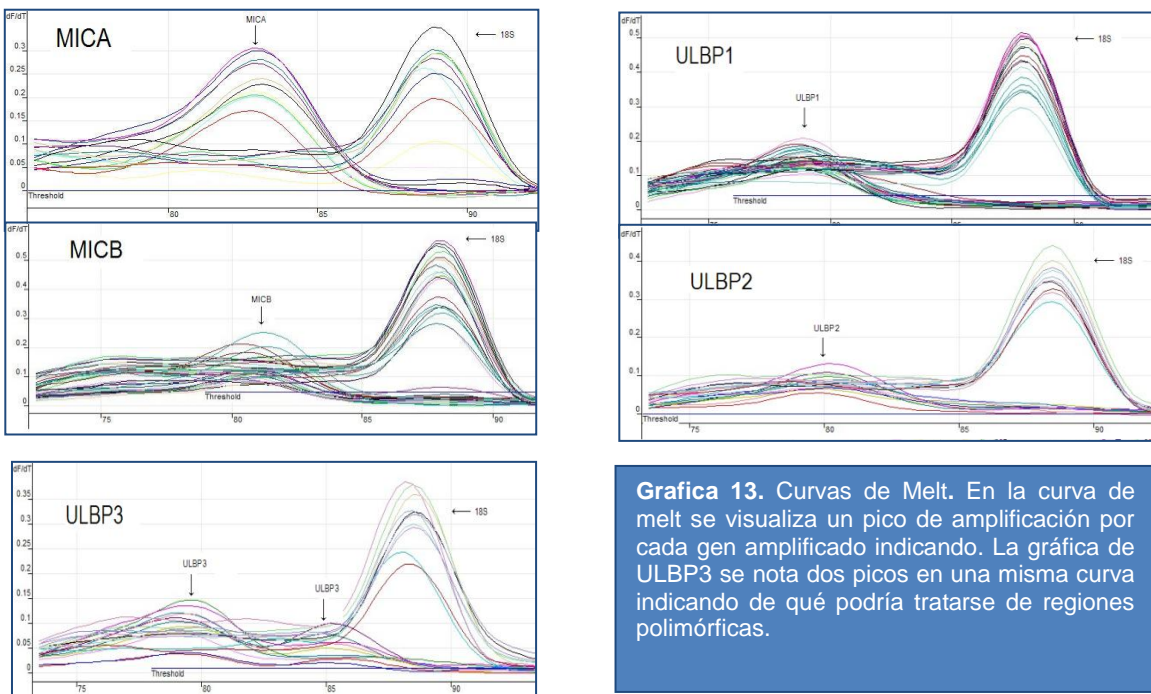 dF/dT
MICA
MICA
18S
0.3
0.25
0.2
0.15
0.1
0.05
0
Threshold
80
85
90
dF/dT
MICB
MICB
18S
0.5
0.4
0.3
0.2
0.1
0
Threshold
75
80
85
90
dF/dT
ULBP3
ULBP3
ULBP3
18S
0.35
0.3
0.25
0.2
0.15
0.1
0.05
0
Threshold
75
80
85
90
dF/dT
ULBP1
ULBP1
18S
0.5
0.4
0.3
0.2
0.1
0
Threshold
75
85
90
dF/dT
ULBP2
ULBP2
18S
0.4
0.3
0.2
0.1
0
Threshold
75
80
85
90
Grafica 13. Curvas de Melt. En la curva de
melt se visualiza un pico de amplificación por
cada gen amplificado indicando. La gráfica de
ULBP3 se nota dos picos en una misma curva
indicando de qué podría tratarse de regiones
polimórficas.